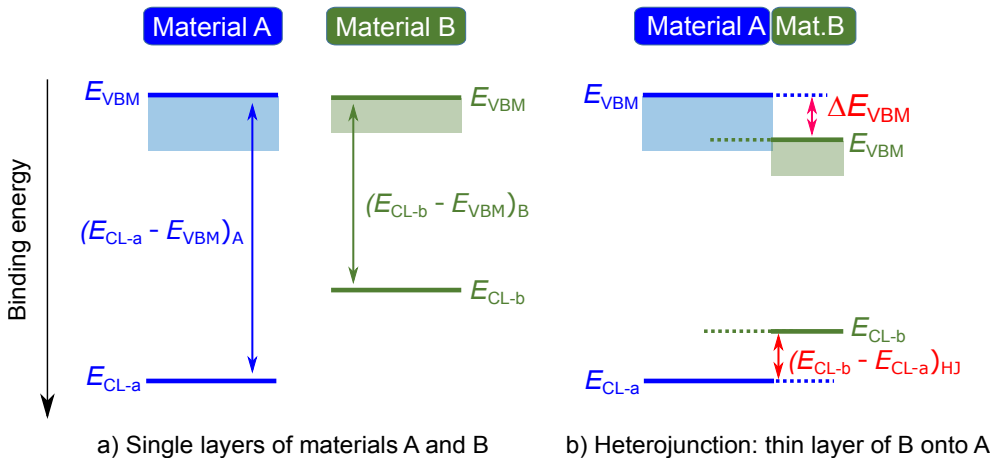 Material A
Material B
Material A
Mat.B
Binding energy
E_VBM
E_VBM
(E_CL-a - E_VBM)_A
(E_CL-b - E_VBM)_B
E_CL-b
E_CL-a
E_VBM
ΔE_VBM
E_VBM
E_CL-b
(E_CL-b - E_CL-a)_HJ
E_CL-a
a) Single layers of materials A and B
b) Heterojunction: thin layer of B onto A